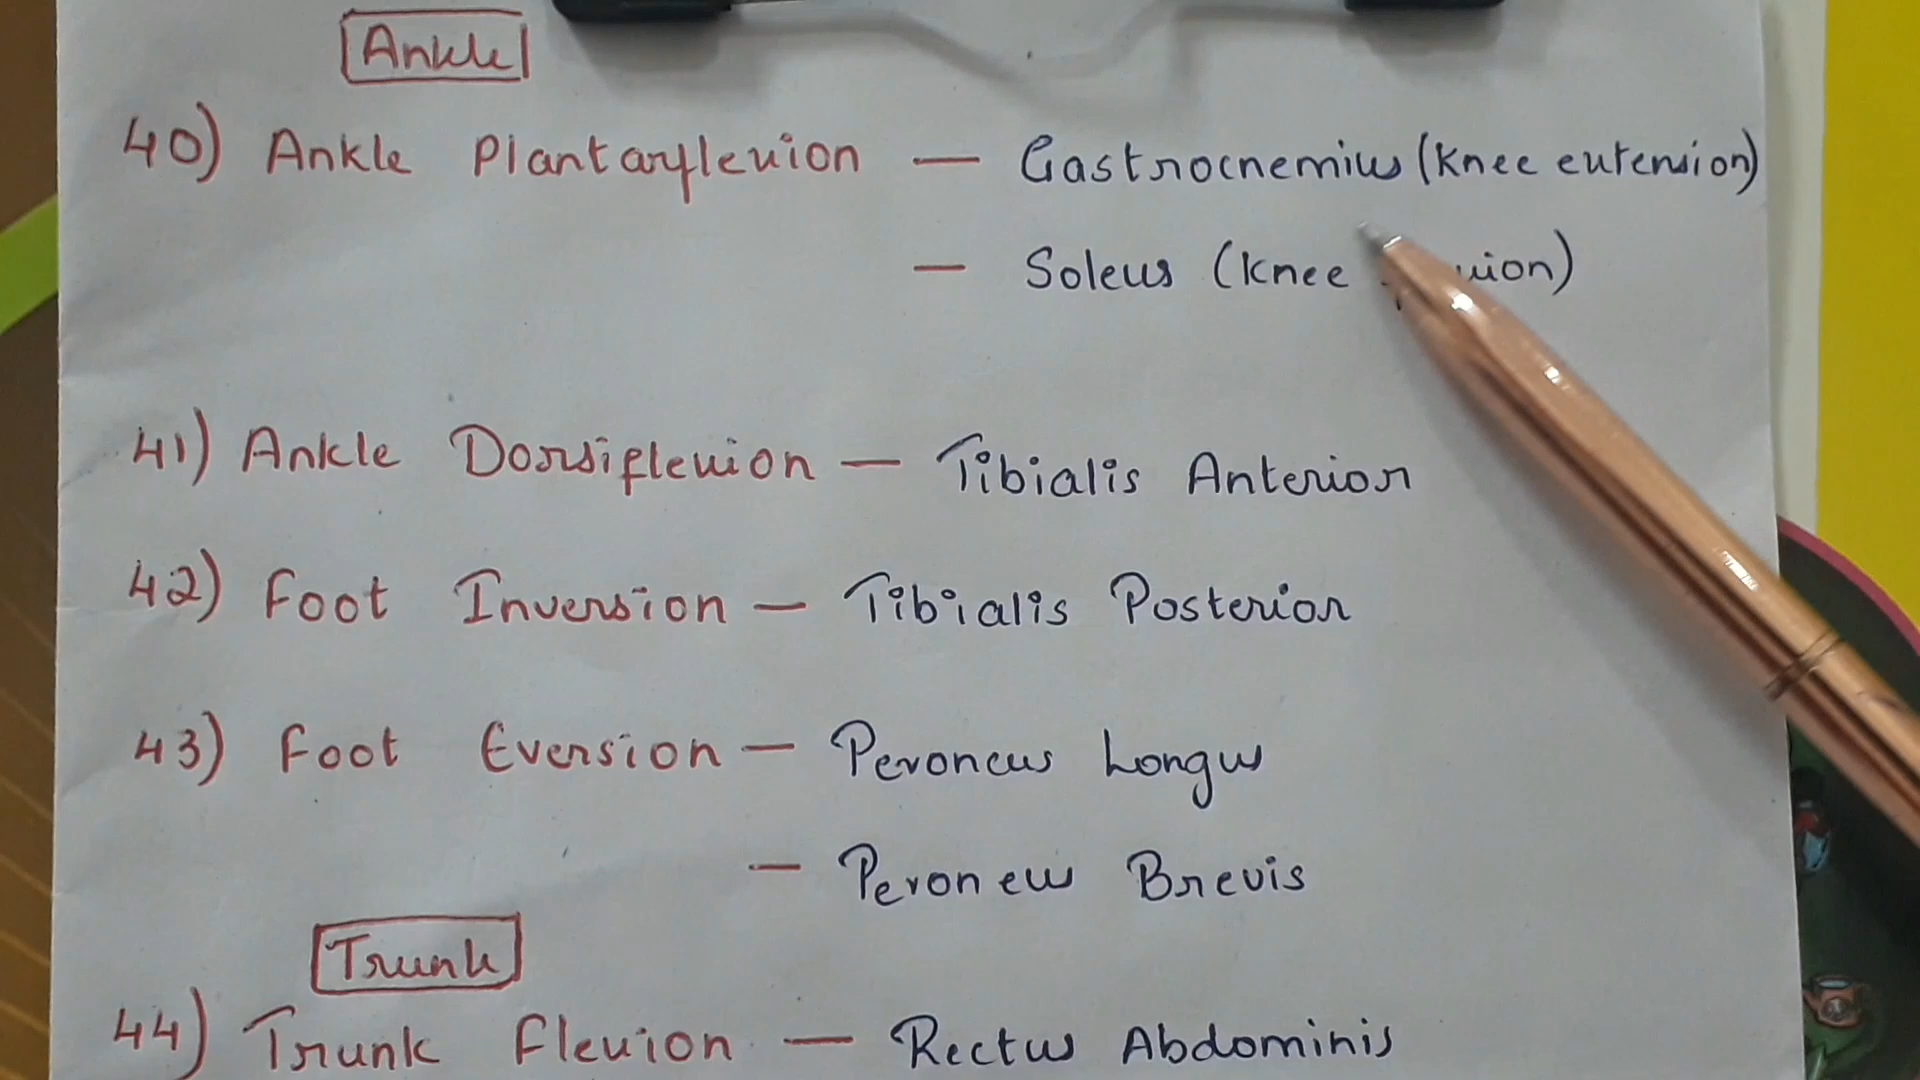 Ankle
40) Ankle Plantarflexion — Gastrocnemius (Knee extension)
— Soleus (Knee
41) Ankle Dorsiflexion — Tibialis Anterior
42) Foot Inversion — Tibialis Posterior
43) Foot Eversion — Peroneus Longus
— Peroneus Brevis
Trunk
44) Trunk Flexion — Rectus Abdominis